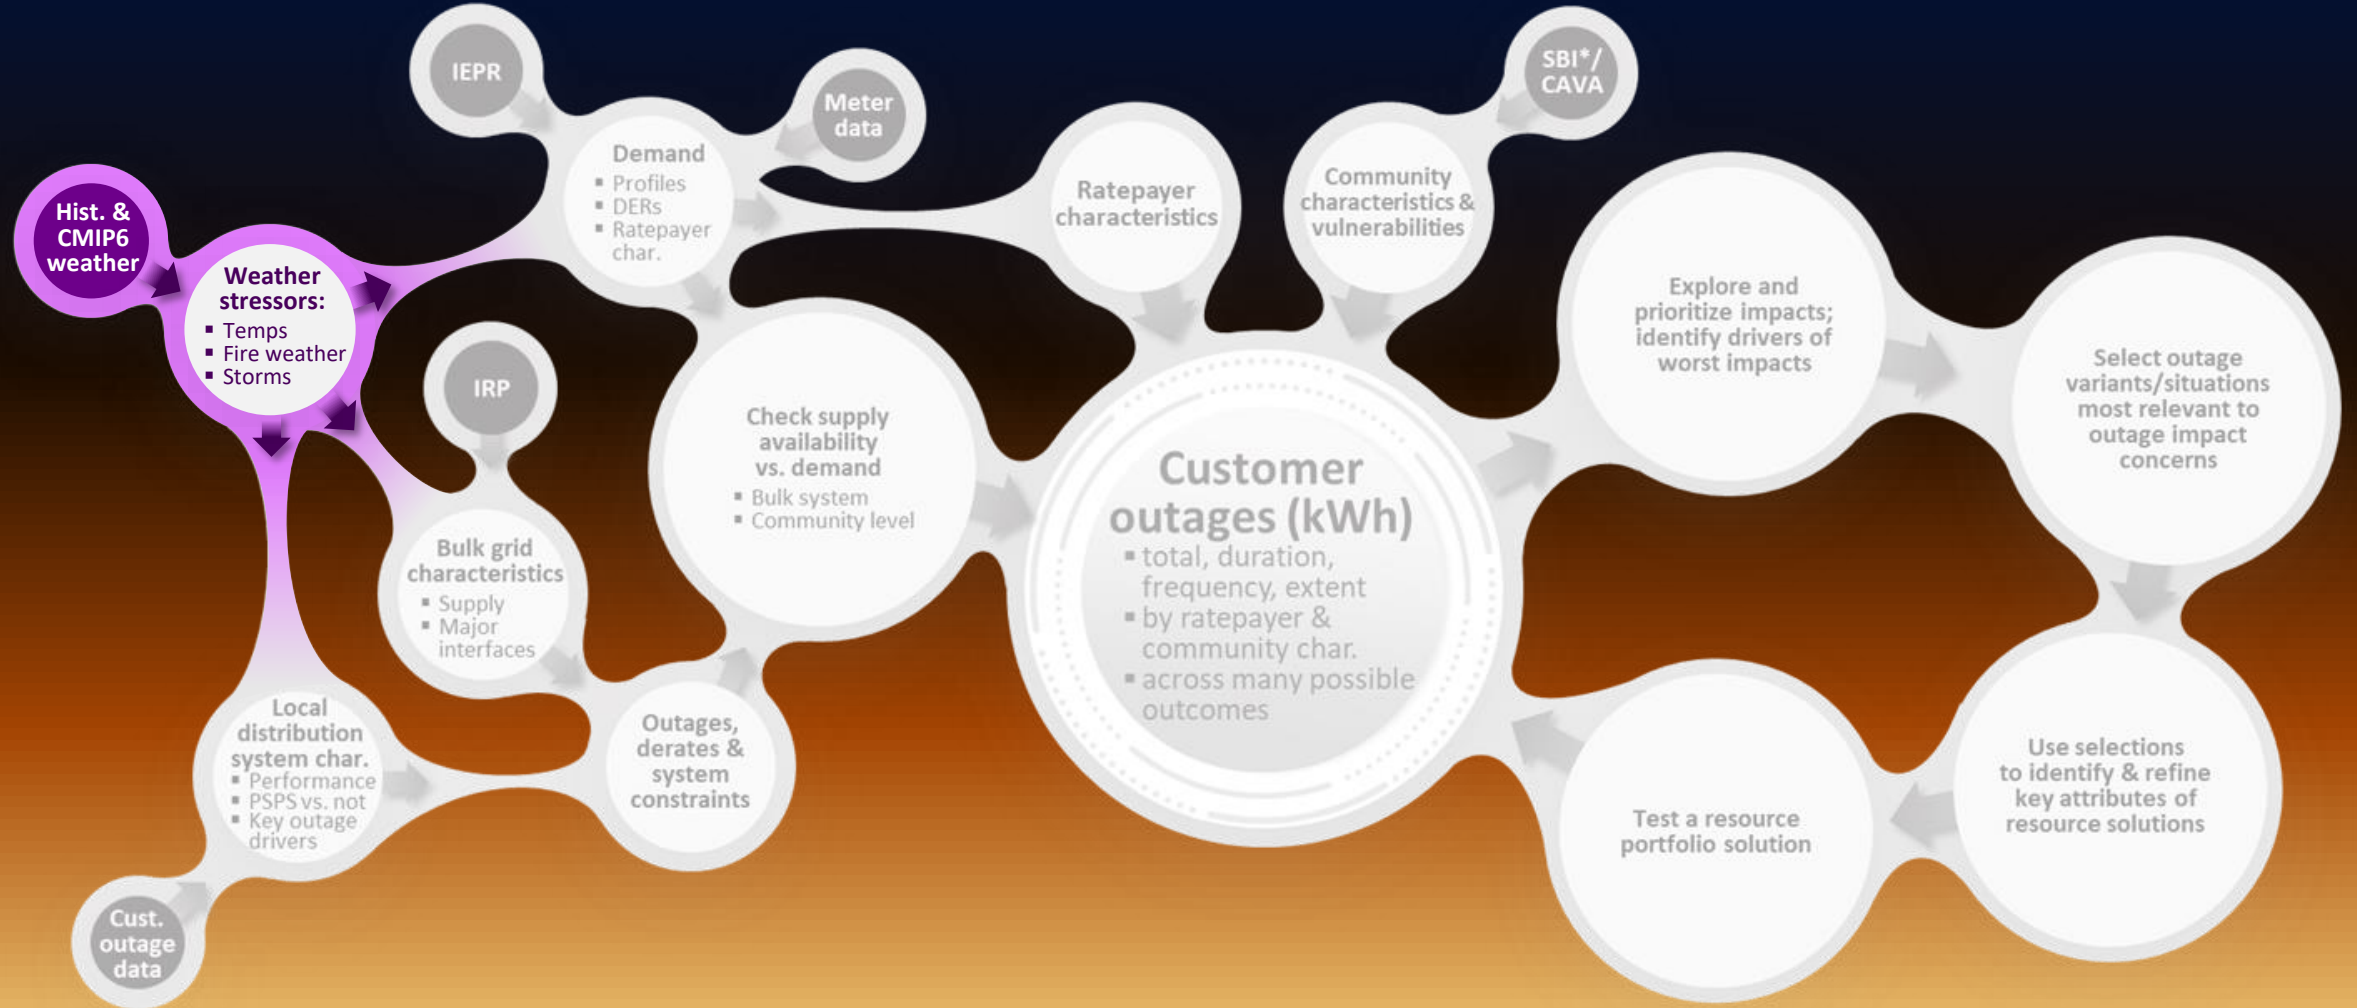 IEPR
Meter
data
SBI*/
CAVA
Hist. &
CMIP6
weather
Weather
stressors:
▪ Temps
▪ Fire weather
▪ Storms
Demand
▪ Profiles
▪ DERs
▪ Ratepayer
char.
Ratepayer
characteristics
Community
characteristics &
vulnerabilities
IRP
Bulk grid
characteristics
▪ Supply
▪ Major
interfaces
Check supply
availability
vs. demand
▪ Bulk system
▪ Community level
Local
distribution
system char.
▪ Performance
▪ PSPS vs. not
▪ Key outage
drivers
Cust.
outage
data
Outages,
derates &
system
constraints
Customer
outages (kWh)
▪ total, duration,
frequency, extent
▪ by ratepayer &
community char.
▪ across many possible
outcomes
Explore and
prioritize impacts;
identify drivers of
worst impacts
Select outage
variants/situations
most relevant to
outage impact
concerns
Use selections
to identify & refine
key attributes of
resource solutions
Test a resource
portfolio solution